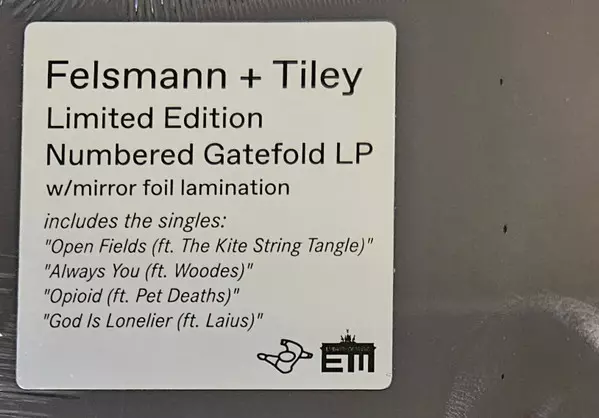 Felsmann + Tiley
Limited Edition
Numbered Gatefold LP
w/mirror foil lamination
includes the singles:
"Open Fields (ft. The Kite String Tangle)"
"Always You (ft. Woodes)"
"Opioid (ft. Pet Deaths)"
"God Is Lonelier (ft. Laius)"
EM